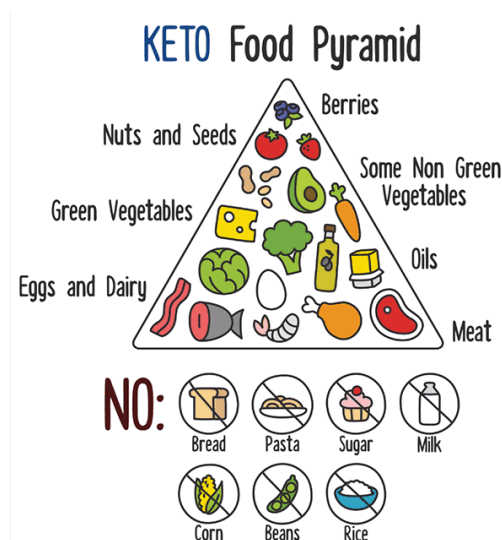 KETO Food Pyramid
Berries
Nuts and Seeds
Some Non Green
Vegetables
Green Vegetables
Oils
Eggs and Dairy
Meat
NO:
Bread
Pasta
Sugar
Milk
Corn
Beans
Rice